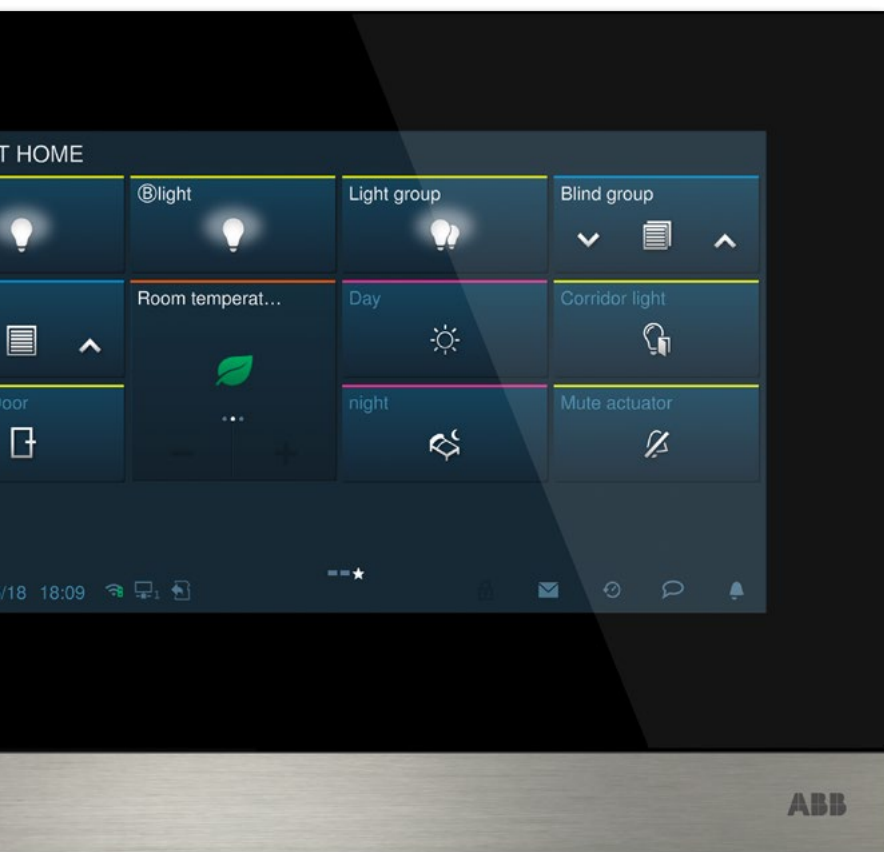 T HOME
Ⓑlight
Light group
Blind group
Room temperat...
Day
Corridor light
oor
night
Mute actuator
/18 18:09
1
ABB